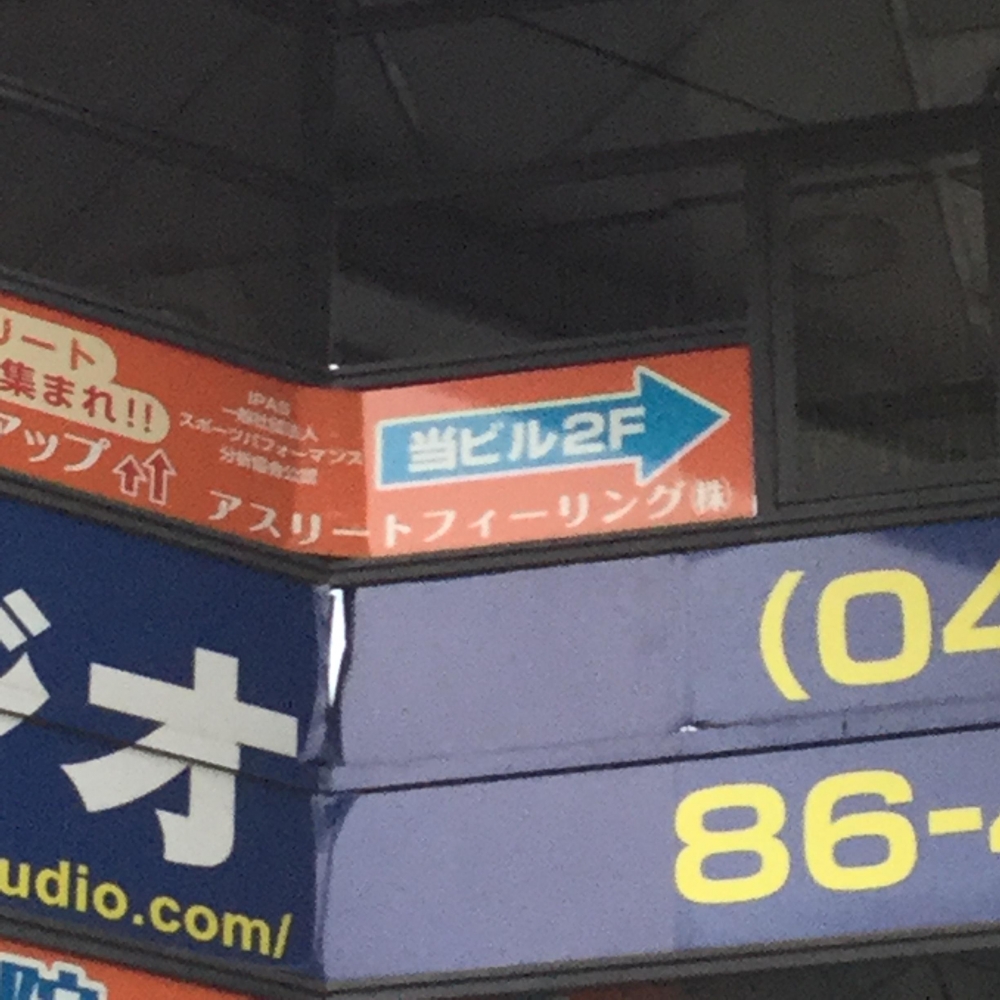 リート
集まれ!!
アップ
IPAS
一般社団法人
スポーツパフォーマンス
分析協会公認
当ビル2F
アスリートフィーリング㈱
ジオ
udio.com/
(04
86-4
院